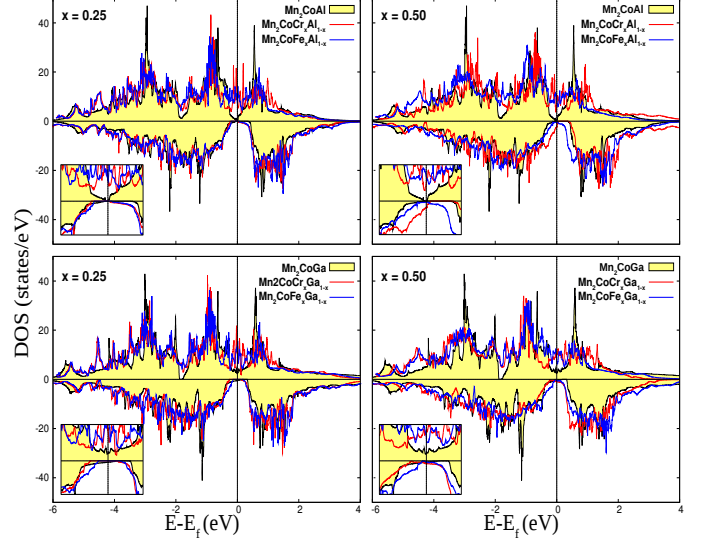 x = 0.25
Mn₂CoAl
Mn₂CoCrₓAl₁₋ₓ
Mn₂CoFeₓAl₁₋ₓ
40
20
0
-20
-40
x = 0.50
Mn₂CoAl
Mn₂CoCrₓAl₁₋ₓ
Mn₂CoFeₓAl₁₋ₓ
DOS (states/eV)
x = 0.25
Mn₂CoGa
Mn2CoCrₓGa₁₋ₓ
Mn₂CoFeₓGa₁₋ₓ
40
20
0
-20
-40
-6 -4 -2 0 2 4
E-E_f (eV)
x = 0.50
Mn₂CoGa
Mn₂CoCrₓGa₁₋ₓ
Mn₂CoFeₓGa₁₋ₓ
-6 -4 -2 0 2 4
E-E_f (eV)